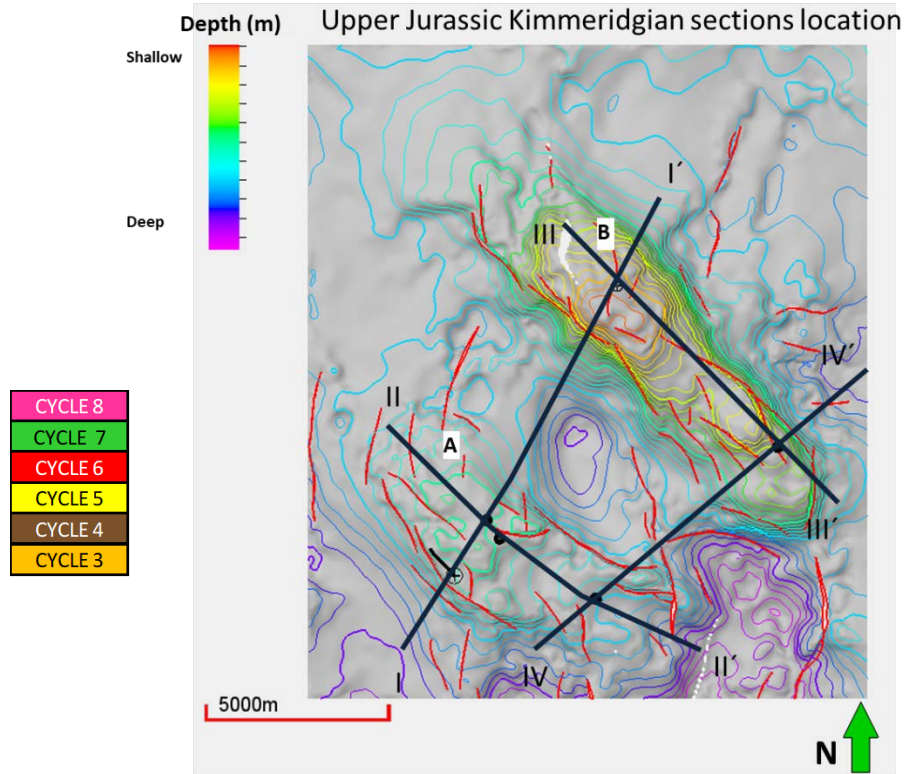 Upper Jurassic Kimmeridgian sections location
Depth (m)
Shallow
Deep
I´
III
B
IV´
II
A
III´
II´
IV
I
CYCLE 8
CYCLE 7
CYCLE 6
CYCLE 5
CYCLE 4
CYCLE 3
5000m
N